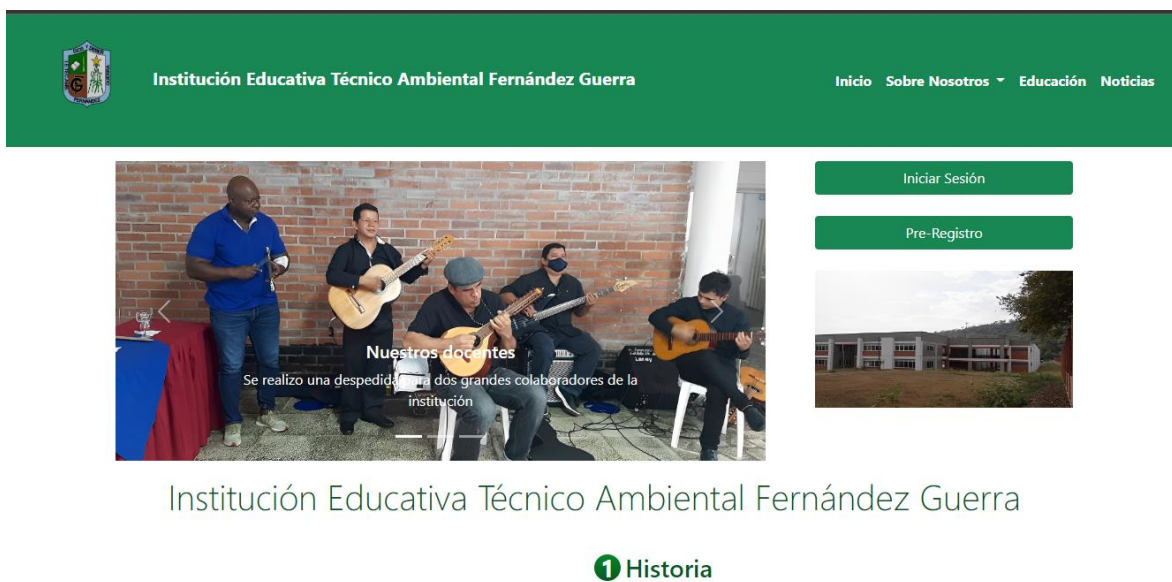 Institución Educativa Técnico Ambiental Fernández Guerra
Inicio Sobre Nosotros Educación Noticias
Iniciar Sesión
Pre-Registro
Nuestros docentes
Se realizo una despedida para dos grandes colaboradores de la
institución
Institución Educativa Técnico Ambiental Fernández Guerra
1 Historia